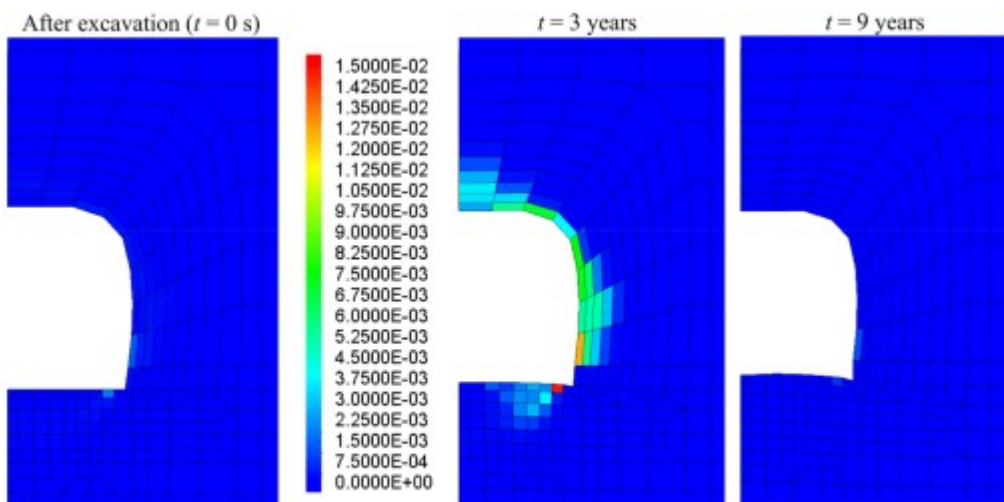 After excavation (t = 0 s)
t = 3 years
t = 9 years
1.5000E-02
1.4250E-02
1.3500E-02
1.2750E-02
1.2000E-02
1.1250E-02
1.0500E-02
9.7500E-03
9.0000E-03
8.2500E-03
7.5000E-03
6.7500E-03
6.0000E-03
5.2500E-03
4.5000E-03
3.7500E-03
3.0000E-03
2.2500E-03
1.5000E-03
7.5000E-04
0.0000E+00